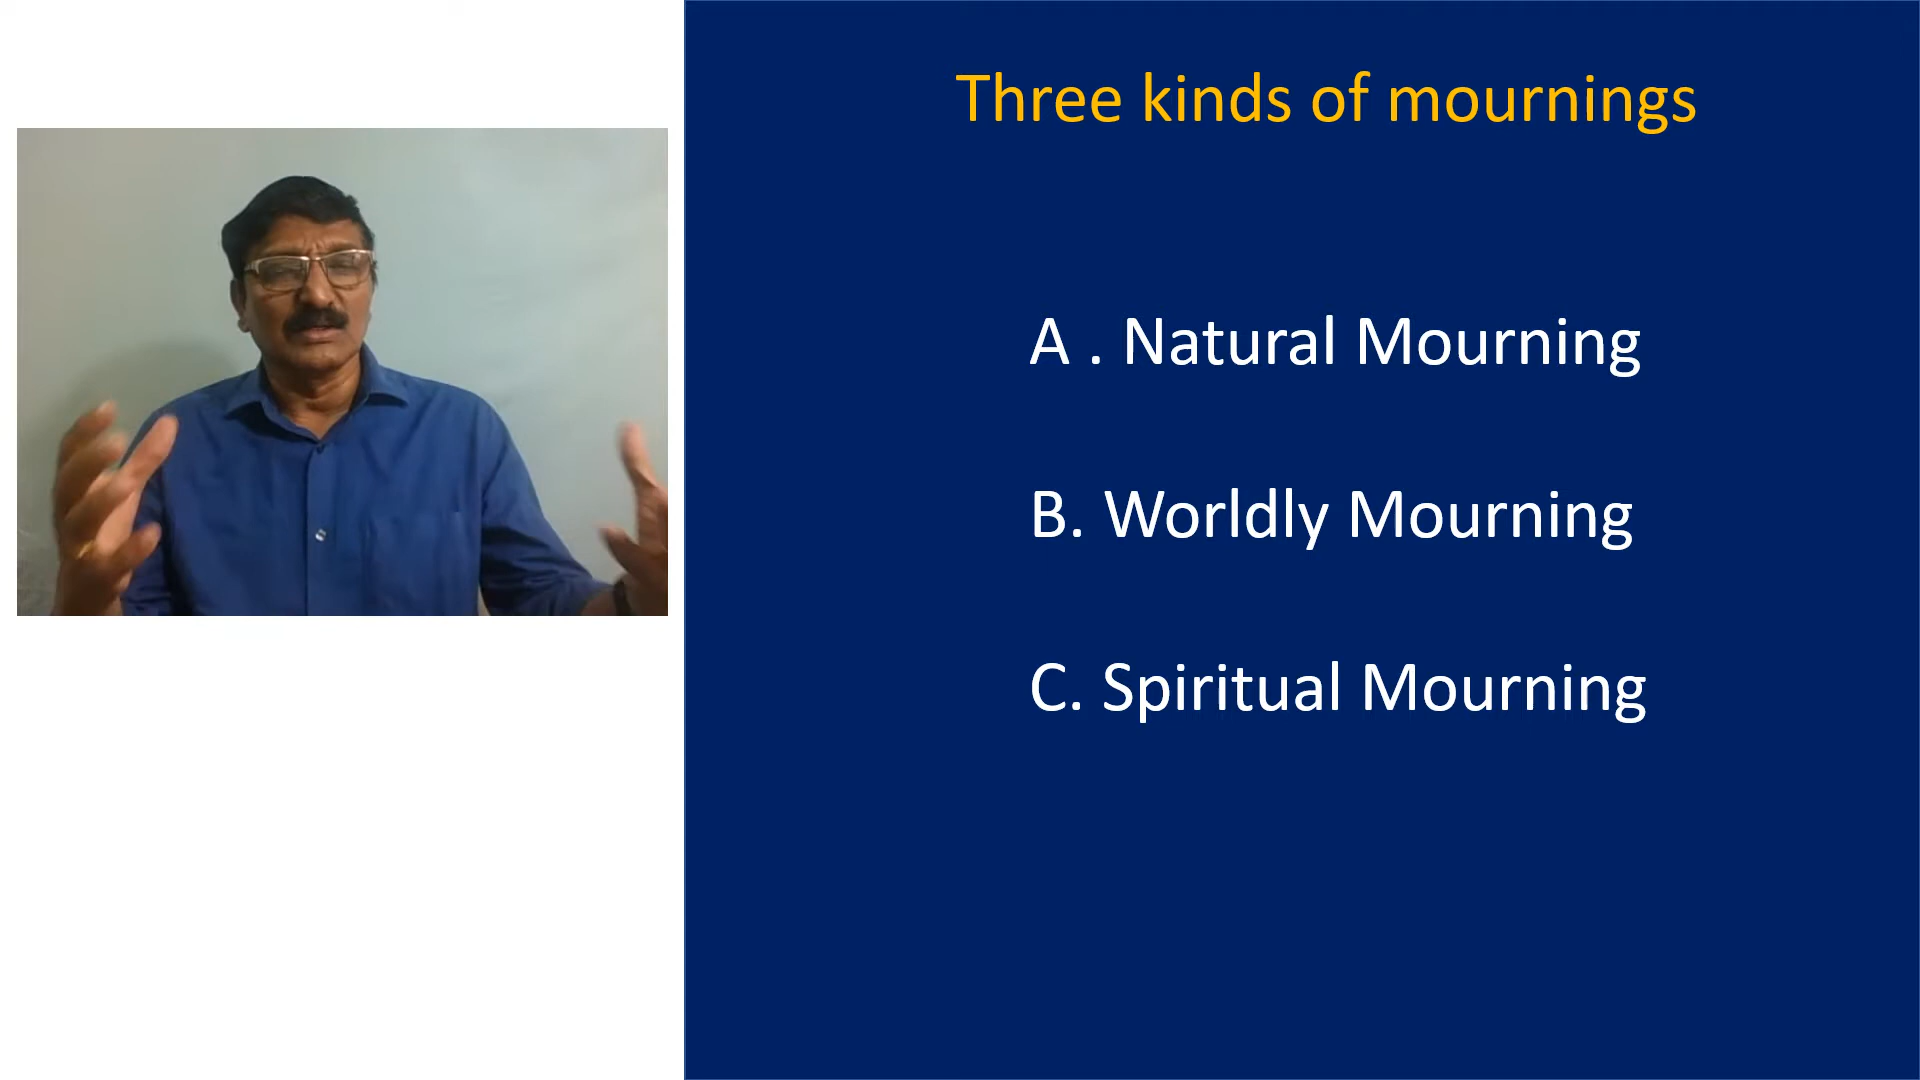 Three kinds of mournings
A . Natural Mourning
B. Worldly Mourning
C. Spiritual Mourning